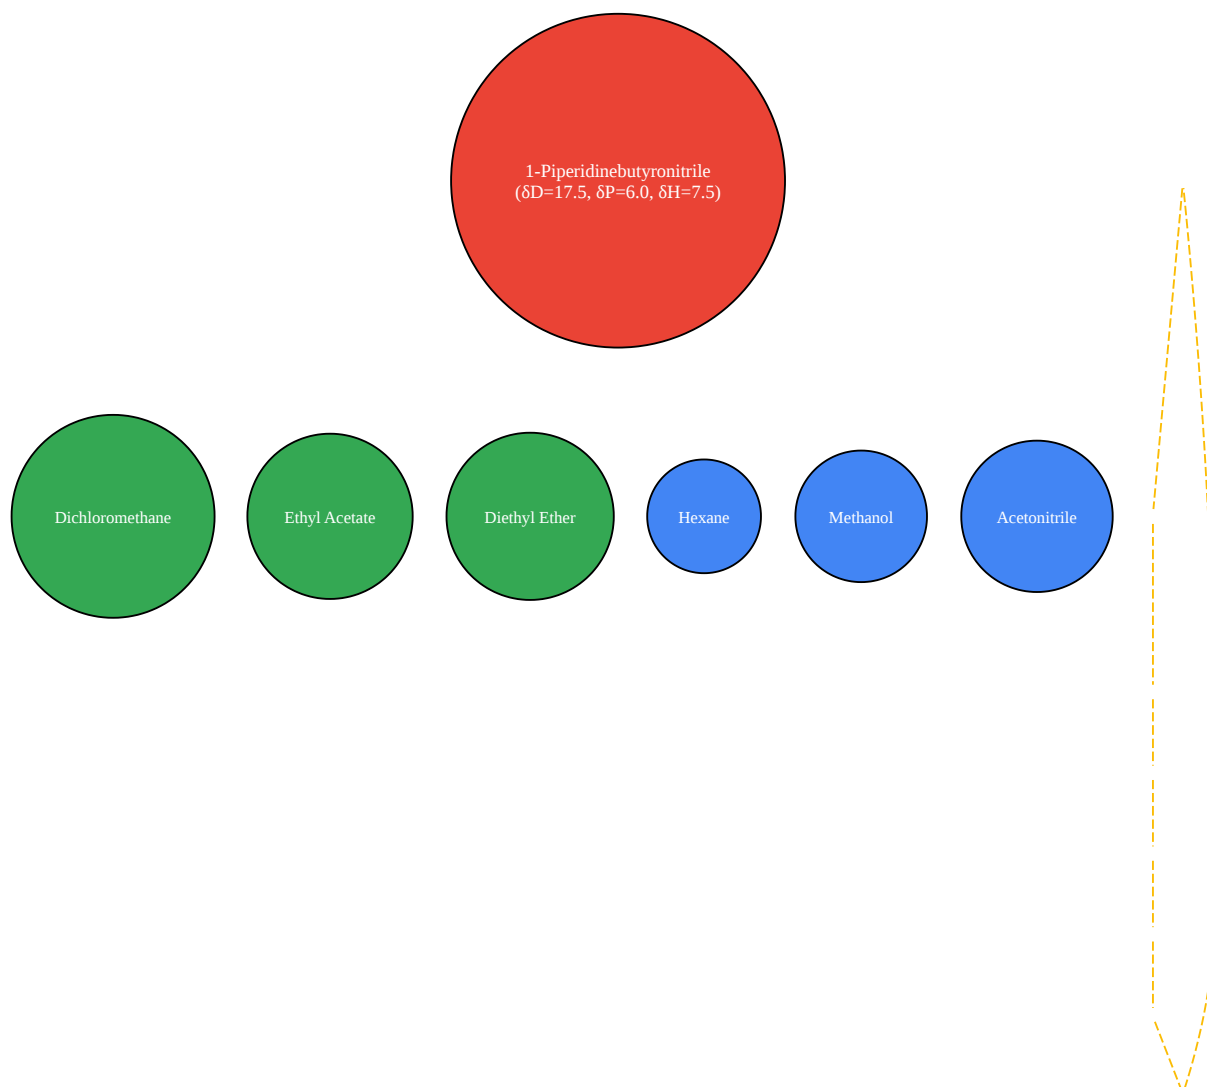 1-Piperidinebutyronitrile
(δD=17.5, δP=6.0, δH=7.5)
Dichloromethane
Ethyl Acetate
Diethyl Ether
Hexane
Methanol
Acetonitrile